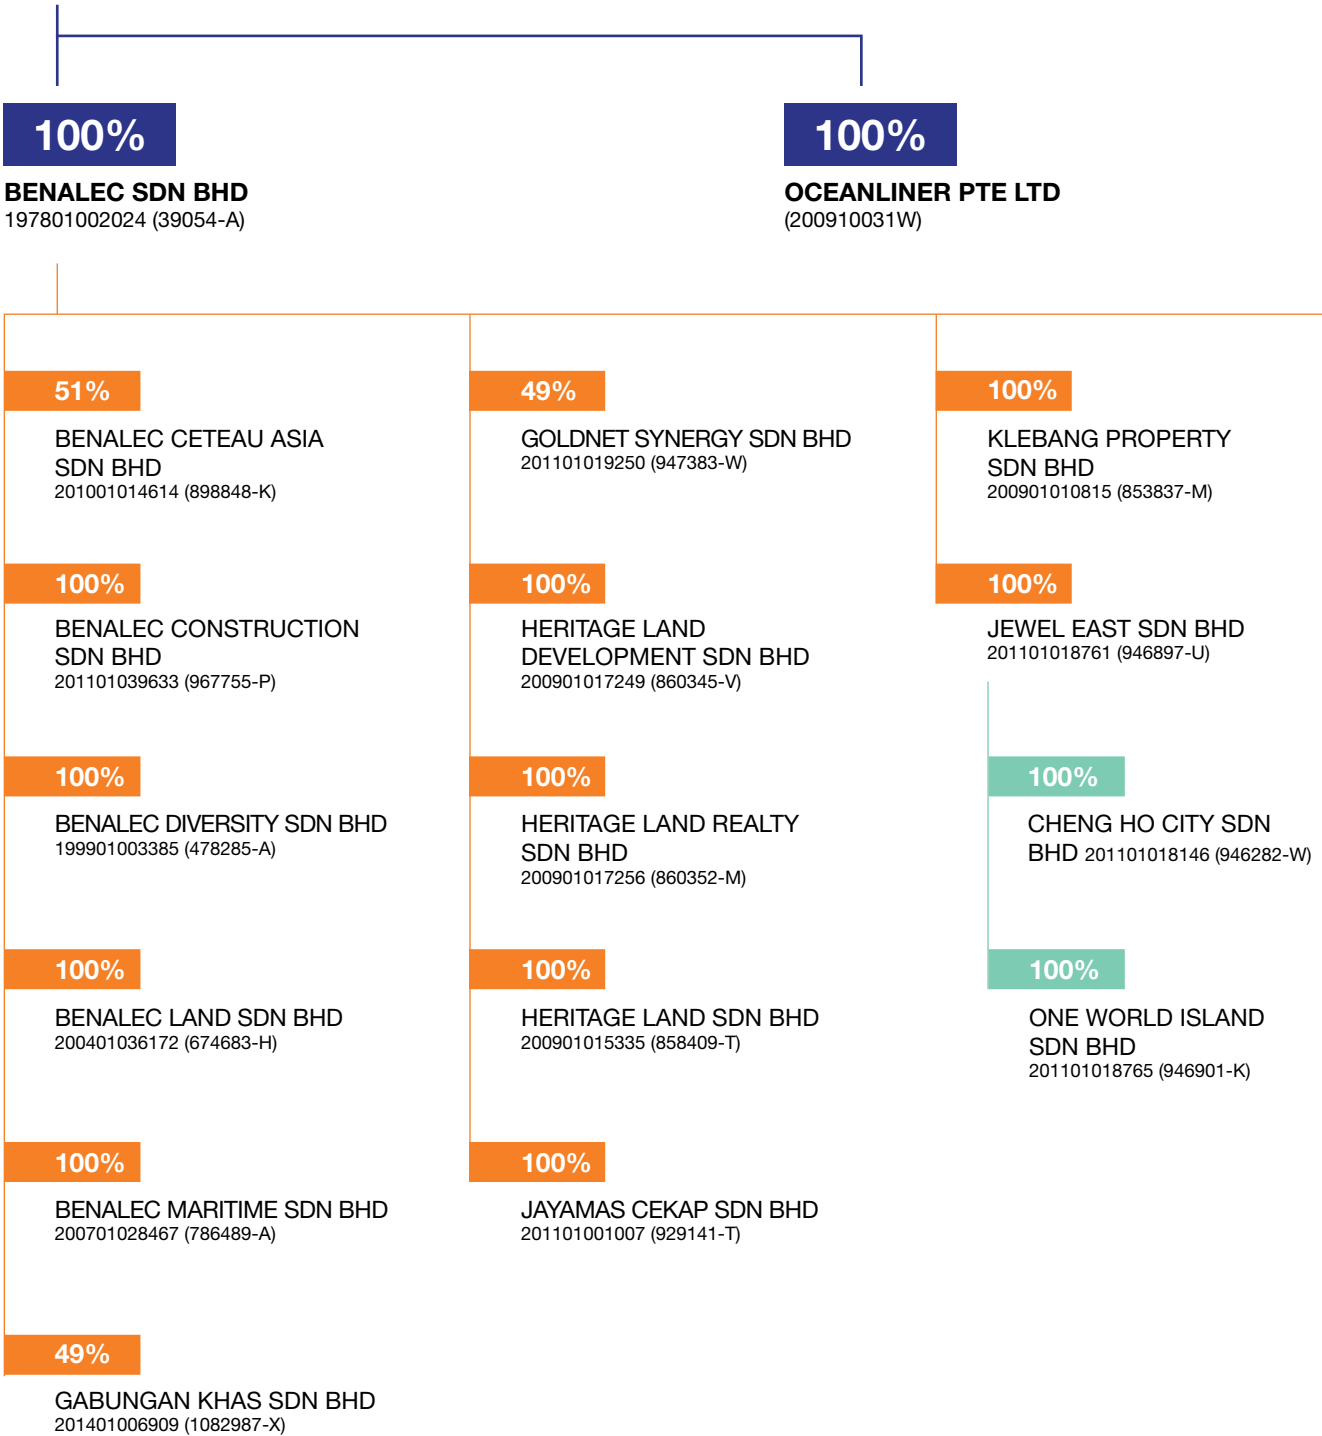 100%
BENALEC SDN BHD
197801002024 (39054-A)
100%
OCEANLINER PTE LTD
(200910031W)
51%
BENALEC CETEAU ASIA
SDN BHD
201001014614 (898848-K)
100%
BENALEC CONSTRUCTION
SDN BHD
201101039633 (967755-P)
100%
BENALEC DIVERSITY SDN BHD
199901003385 (478285-A)
100%
BENALEC LAND SDN BHD
200401036172 (674683-H)
100%
BENALEC MARITIME SDN BHD
200701028467 (786489-A)
49%
GABUNGAN KHAS SDN BHD
201401006909 (1082987-X)
49%
GOLDNET SYNERGY SDN BHD
201101019250 (947383-W)
100%
HERITAGE LAND
DEVELOPMENT SDN BHD
200901017249 (860345-V)
100%
HERITAGE LAND REALTY
SDN BHD
200901017256 (860352-M)
100%
HERITAGE LAND SDN BHD
200901015335 (858409-T)
100%
JAYAMAS CEKAP SDN BHD
201101001007 (929141-T)
100%
KLEBANG PROPERTY
SDN BHD
200901010815 (853837-M)
100%
JEWEL EAST SDN BHD
201101018761 (946897-U)
100%
CHENG HO CITY SDN
BHD 201101018146 (946282-W)
100%
ONE WORLD ISLAND
SDN BHD
201101018765 (946901-K)